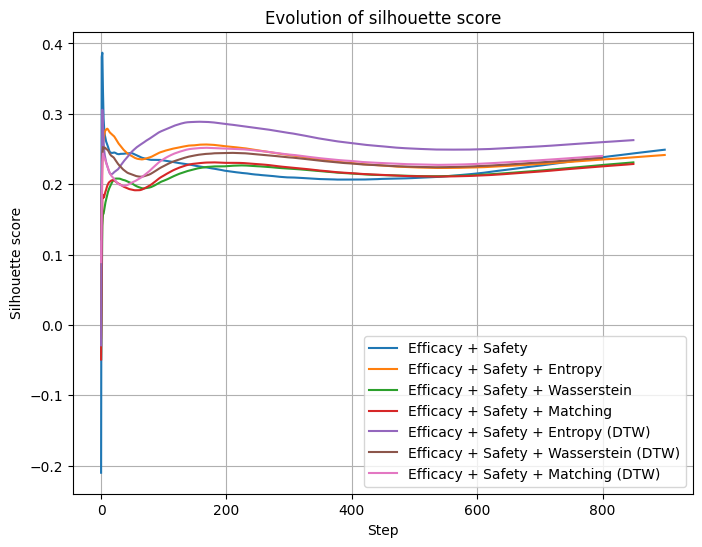 Evolution of silhouette score
0.4
0.3
0.2
0.1
0.0
−0.1
−0.2
Silhouette score
Efficacy + Safety
Efficacy + Safety + Entropy
Efficacy + Safety + Wasserstein
Efficacy + Safety + Matching
Efficacy + Safety + Entropy (DTW)
Efficacy + Safety + Wasserstein (DTW)
Efficacy + Safety + Matching (DTW)
0 200 400 600 800
Step